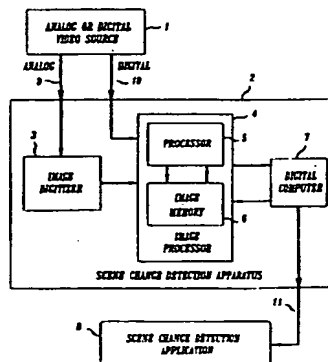 ANALOG OR DIGITAL
VIDEO SOURCE
1
ANALOG
DIGITAL
9
10
2
3
4
PROCESSOR
5
7
IMAGE
DIGITIZER
IMAGE
MEMORY
6
DIGITAL
COMPUTER
IMAGE
PROCESSOR
SCENE CHANGE DETECTION APPARATUS
11
8
SCENE CHANGE DETECTION
APPLICATION